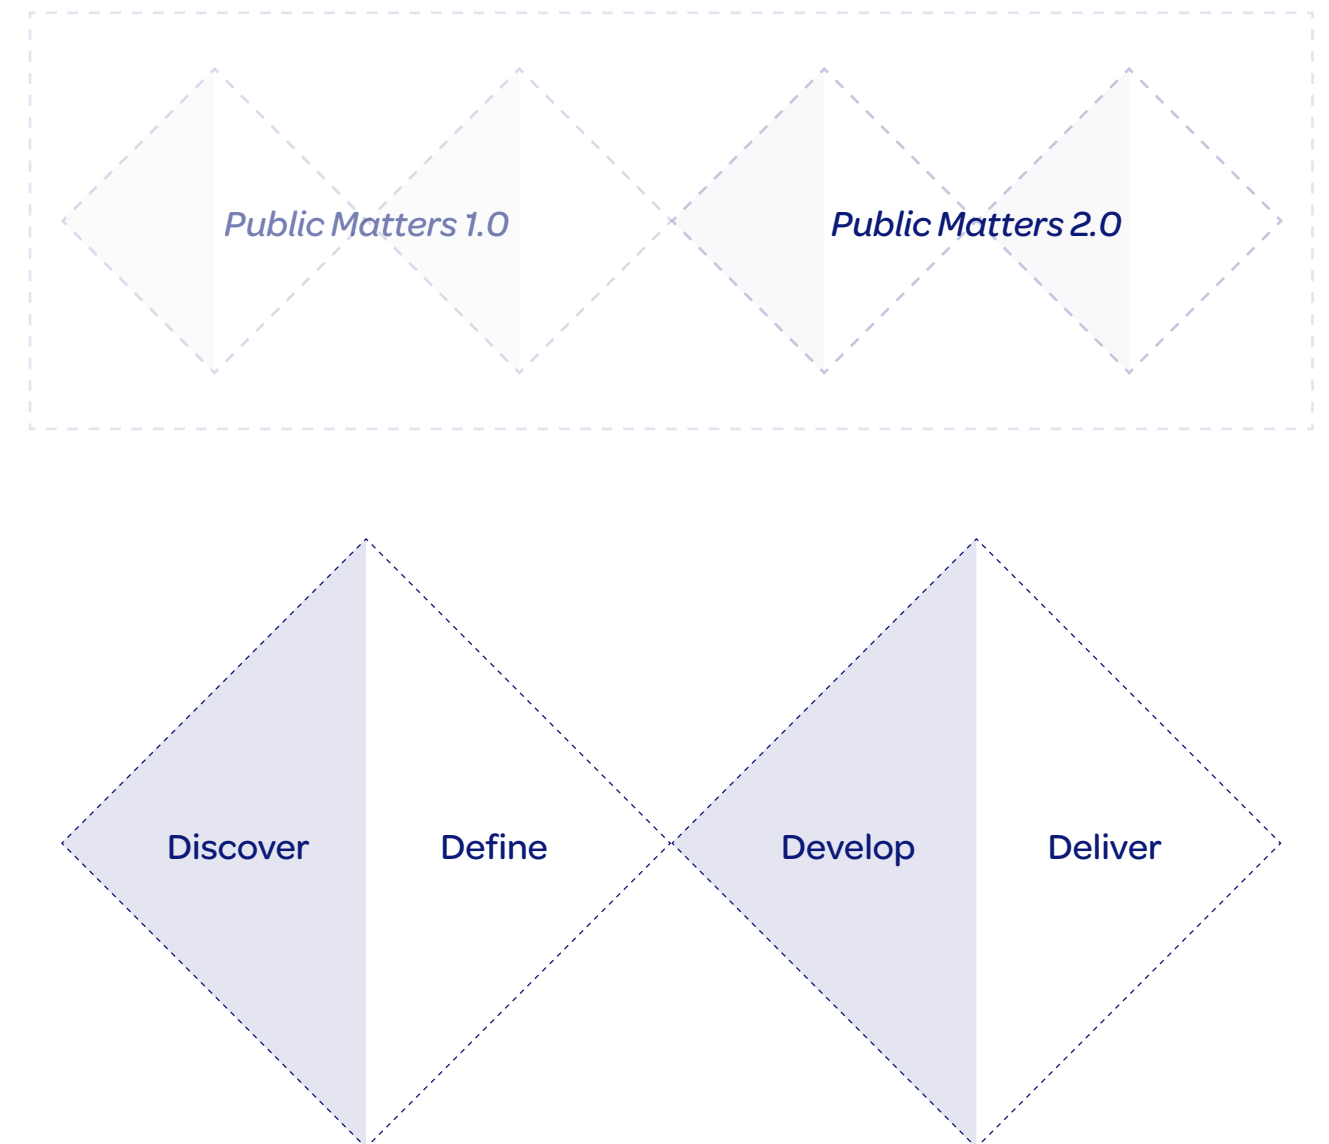 Public Matters 1.0
Public Matters 2.0
Discover
Define
Develop
Deliver